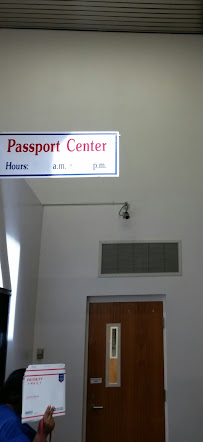 Passport Center
Hours: a.m. - p.m.
PRIORITY
MAIL